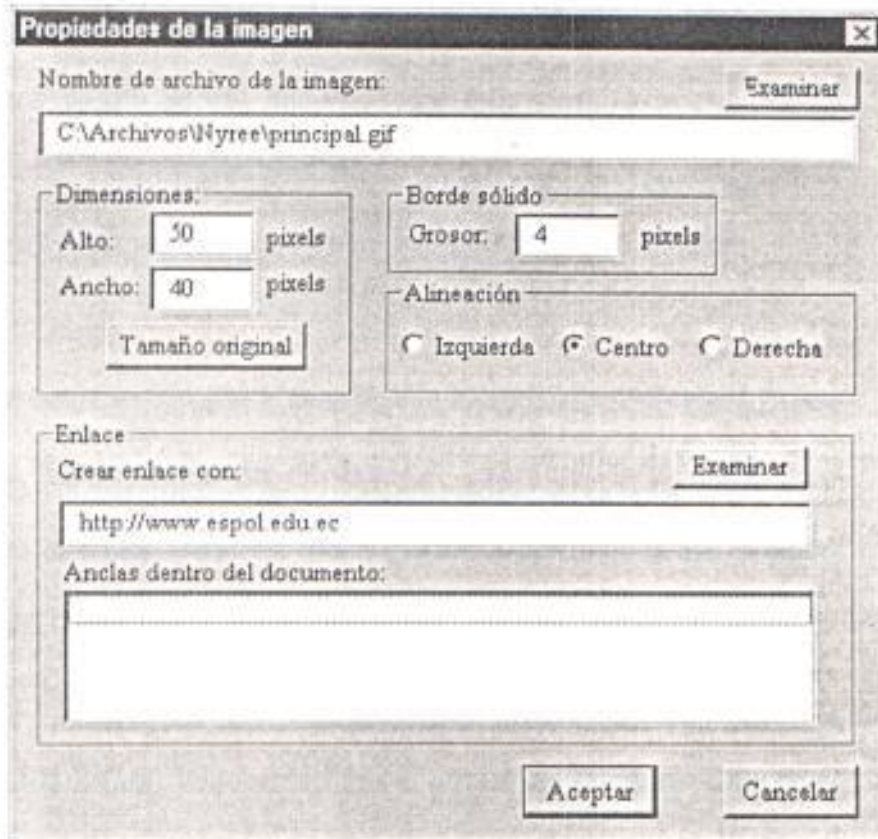 Propiedades de la imagen
Nombre de archivo de la imagen:
Examinar
C:\Archivos\Nyree\principal.gif
Dimensiones:
Alto: 50 pixels
Ancho: 40 pixels
Tamaño original
Borde sólido
Grosor: 4 pixels
Alineación
Izquierda Centro Derecha
Enlace
Crear enlace con:
Examinar
http://www.espol.edu.ec
Anclas dentro del documento:
Aceptar Cancelar